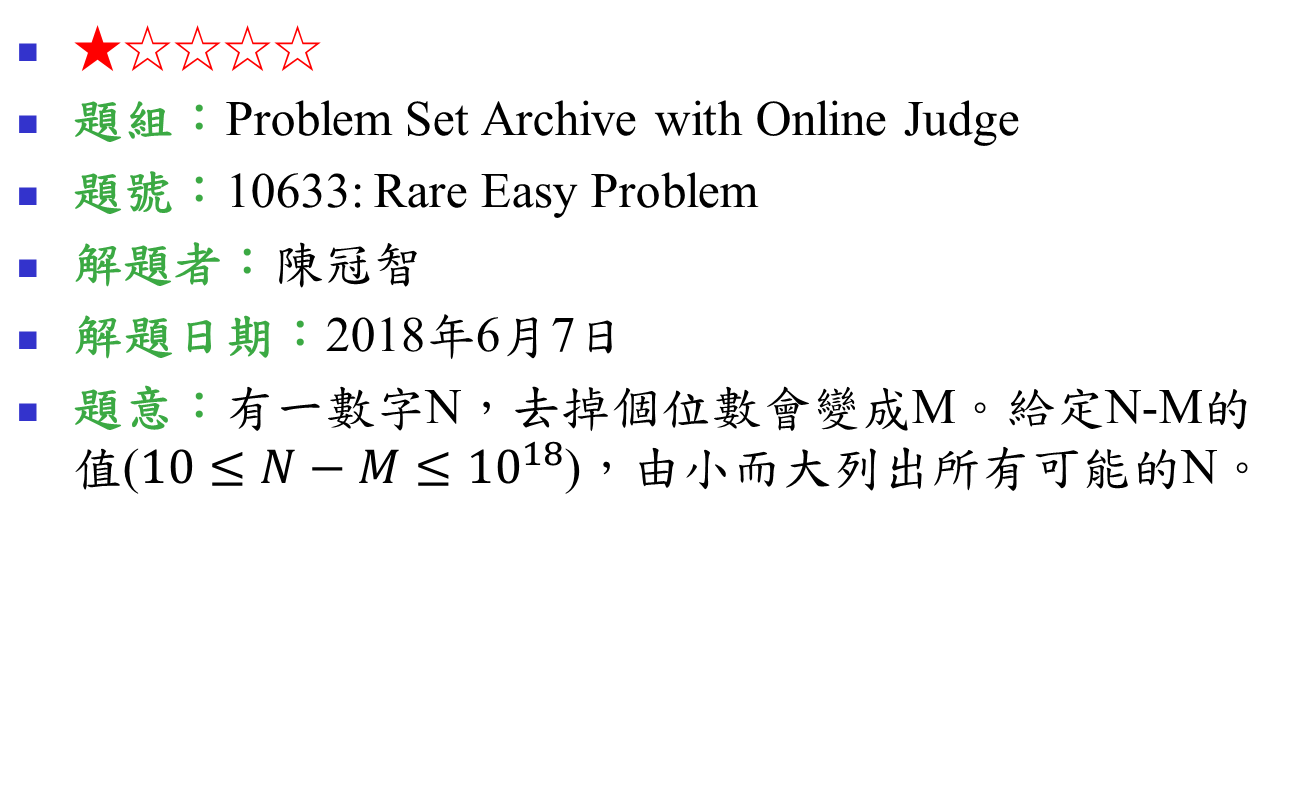 ★☆☆☆☆
題組：Problem Set Archive with Online Judge
題號：10633: Rare Easy Problem
解題者：陳冠智
解題日期：2018年6月7日
題意：有一數字N，去掉個位數會變成M。給定N-M的
值(10 ≤ N − M ≤ 10¹⁸)，由小而大列出所有可能的N。